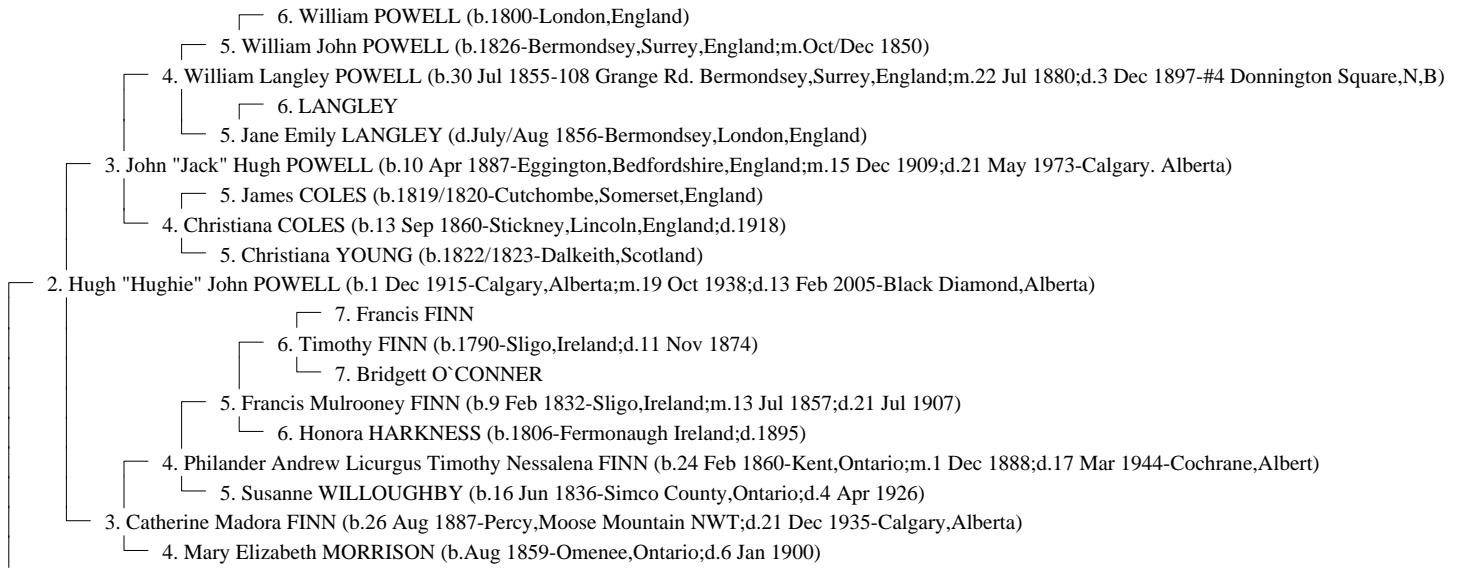 6. William POWELL (b.1800-London,England)
5. William John POWELL (b.1826-Bermondsey,Surrey,England;m.Oct/Dec 1850)
4. William Langley POWELL (b.30 Jul 1855-108 Grange Rd. Bermondsey,Surrey,England;m.22 Jul 1880;d.3 Dec 1897-#4 Donnington Square,N,B)
6. LANGLEY
5. Jane Emily LANGLEY (d.July/Aug 1856-Bermondsey,London,England)
3. John "Jack" Hugh POWELL (b.10 Apr 1887-Eggington,Bedfordshire,England;m.15 Dec 1909;d.21 May 1973-Calgary. Alberta)
5. James COLES (b.1819/1820-Cutchombe,Somerset,England)
4. Christiana COLES (b.13 Sep 1860-Stickney,Lincoln,England;d.1918)
5. Christiana YOUNG (b.1822/1823-Dalkeith,Scotland)
2. Hugh "Hughie" John POWELL (b.1 Dec 1915-Calgary,Alberta;m.19 Oct 1938;d.13 Feb 2005-Black Diamond,Alberta)
7. Francis FINN
6. Timothy FINN (b.1790-Sligo,Ireland;d.11 Nov 1874)
7. Bridgett O`CONNER
5. Francis Mulrooney FINN (b.9 Feb 1832-Sligo,Ireland;m.13 Jul 1857;d.21 Jul 1907)
6. Honora HARKNESS (b.1806-Fermonaugh Ireland;d.1895)
4. Philander Andrew Licurgus Timothy Nessalena FINN (b.24 Feb 1860-Kent,Ontario;m.1 Dec 1888;d.17 Mar 1944-Cochrane,Albert)
5. Susanne WILLOUGHBY (b.16 Jun 1836-Simco County,Ontario;d.4 Apr 1926)
3. Catherine Madora FINN (b.26 Aug 1887-Percy,Moose Mountain NWT;d.21 Dec 1935-Calgary,Alberta)
4. Mary Elizabeth MORRISON (b.Aug 1859-Omenee,Ontario;d.6 Jan 1900)